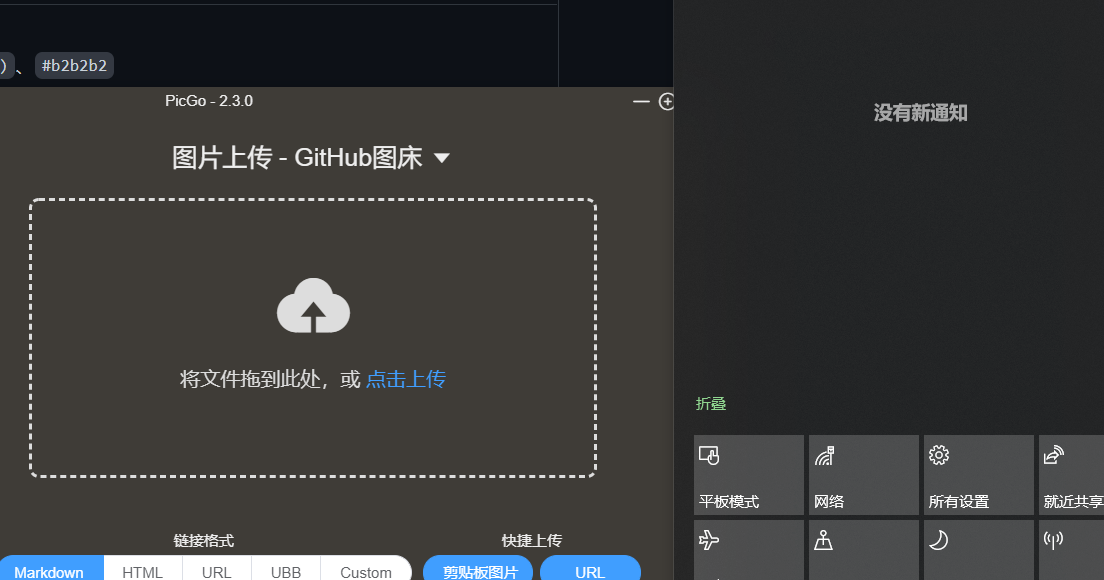 )、 #b2b2b2
PicGo - 2.3.0
图片上传 - GitHub图床
将文件拖到此处，或 点击上传
链接格式
快捷上传
Markdown HTML URL UBB Custom
剪贴板图片 URL
没有新通知
折叠
平板模式 网络 所有设置 就近共享